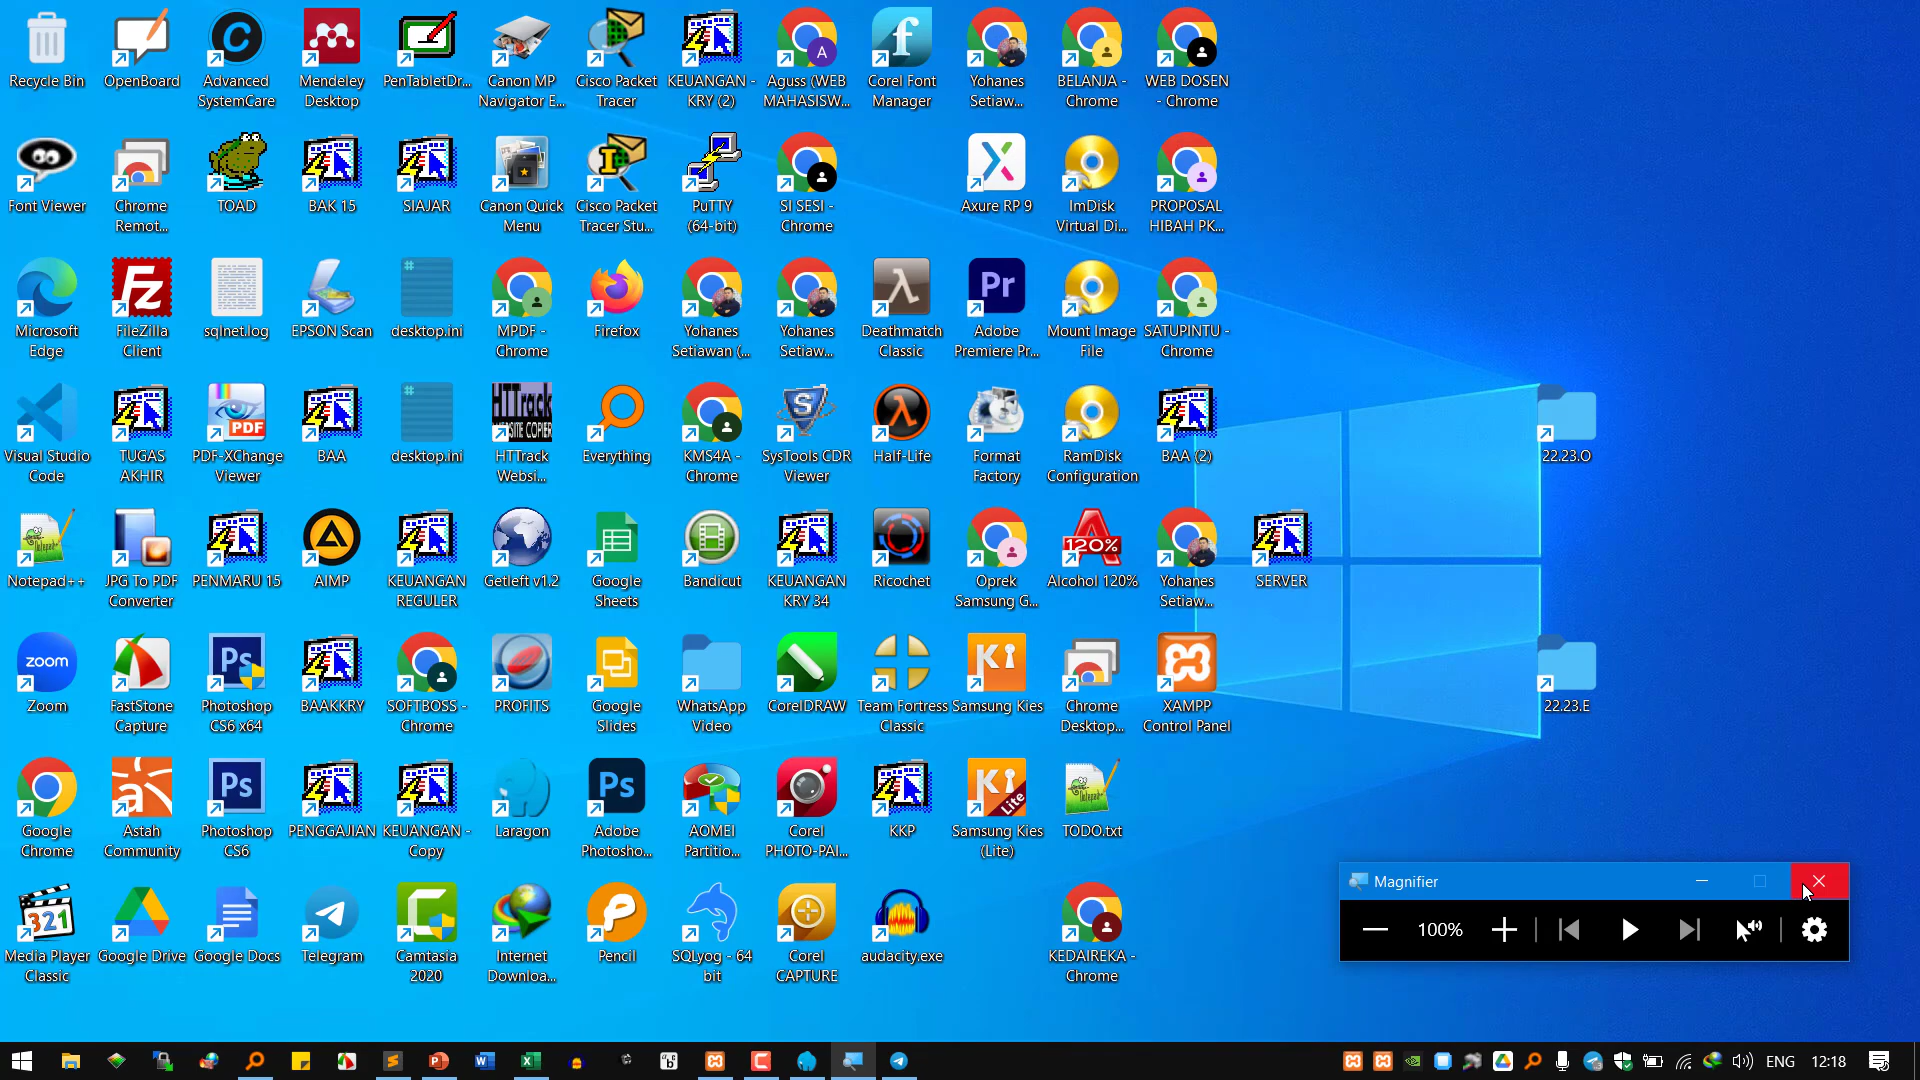 Recycle Bin
OpenBoard
Advanced
SystemCare
Mendeley
Desktop
PenTabletDr...
Canon MP
Navigator E...
Cisco Packet
Tracer
KEUANGAN -
KRY (2)
Aguss (WEB
MAHASISW...
Corel Font
Manager
Yohanes
Setiaw...
BELANJA -
Chrome
WEB DOSEN
- Chrome
Font Viewer
Chrome
Remot...
TOAD
BAK 15
SIAJAR
Canon Quick
Menu
Cisco Packet
Tracer Stu...
PuTTY
(64-bit)
SI SESI -
Chrome
Axure RP 9
ImDisk
Virtual Di...
PROPOSAL
HIBAH PK...
Microsoft
Edge
FileZilla
Client
sqlnet.log
EPSON Scan
desktop.ini
MPDF -
Chrome
Firefox
Yohanes
Setiawan (...
Yohanes
Setiaw...
Deathmatch
Classic
Adobe
Premiere Pr...
Mount Image
File
SATUPINTU -
Chrome
Visual Studio
Code
TUGAS
AKHIR
PDF-XChange
Viewer
BAA
desktop.ini
HTTrack
Websi...
Everything
KMS4A -
Chrome
SysTools CDR
Viewer
Half-Life
Format
Factory
RamDisk
Configuration
BAA (2)
22.23.O
Notepad++
JPG To PDF
Converter
PENMARU 15
AIMP
KEUANGAN
REGULER
Getleft v1.2
Google
Sheets
Bandicut
KEUANGAN
KRY 34
Ricochet
Oprek
Samsung G...
Alcohol 120%
Yohanes
Setiaw...
SERVER
Zoom
FastStone
Capture
Photoshop
CS6 x64
BAAKKRY
SOFTBOSS -
Chrome
PROFITS
Google
Slides
WhatsApp
Video
CorelDRAW
Team Fortress
Classic
Samsung Kies
Chrome
Desktop...
XAMPP
Control Panel
22.23.E
Google
Chrome
Astah
Community
Photoshop
CS6
PENGGAJIAN
KEUANGAN -
Copy
Laragon
Adobe
Photosho...
AOMEI
Partitio...
Corel
PHOTO-PAI...
KKP
Samsung Kies
(Lite)
TODO.txt
Media Player
Classic
Google Drive
Google Docs
Telegram
Camtasia
2020
Internet
Downloa...
Pencil
SQLyog - 64
bit
Corel
CAPTURE
audacity.exe
KEDAIREKA -
Chrome
Magnifier
100%
ENG
12:18